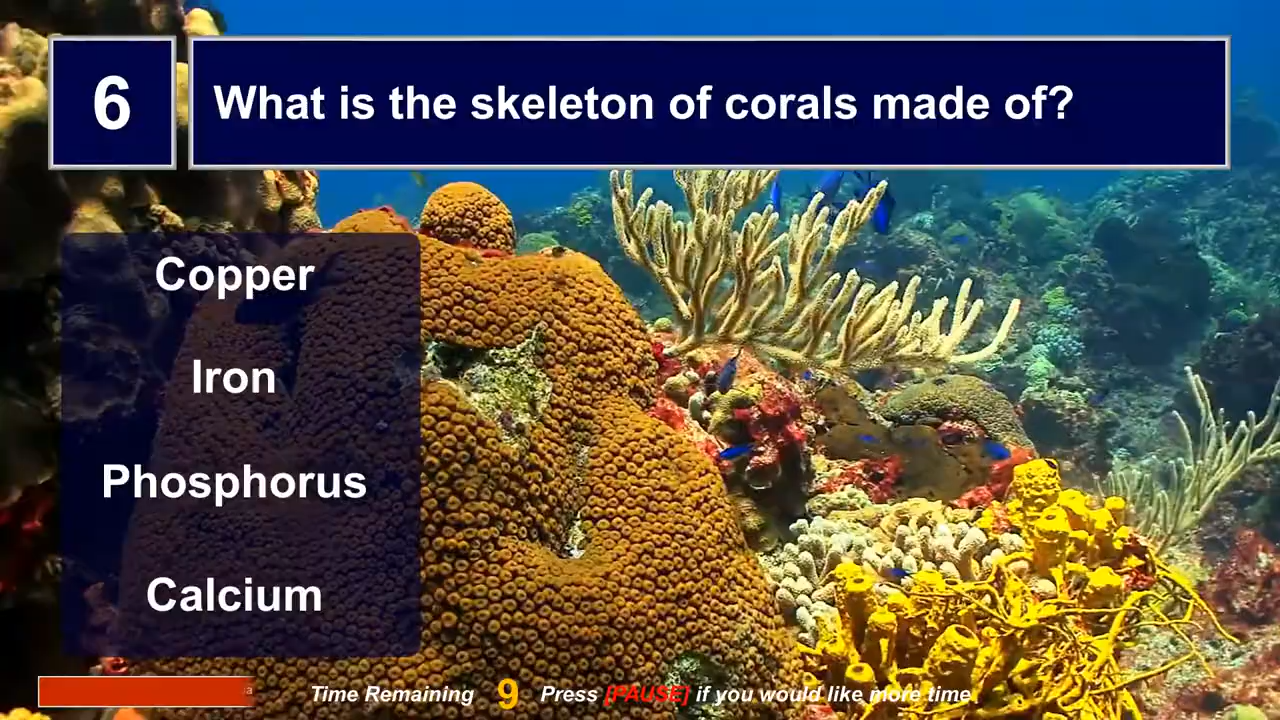 6
What is the skeleton of corals made of?
Copper
Iron
Phosphorus
Calcium
Time Remaining 9 Press [PAUSE] if you would like more time